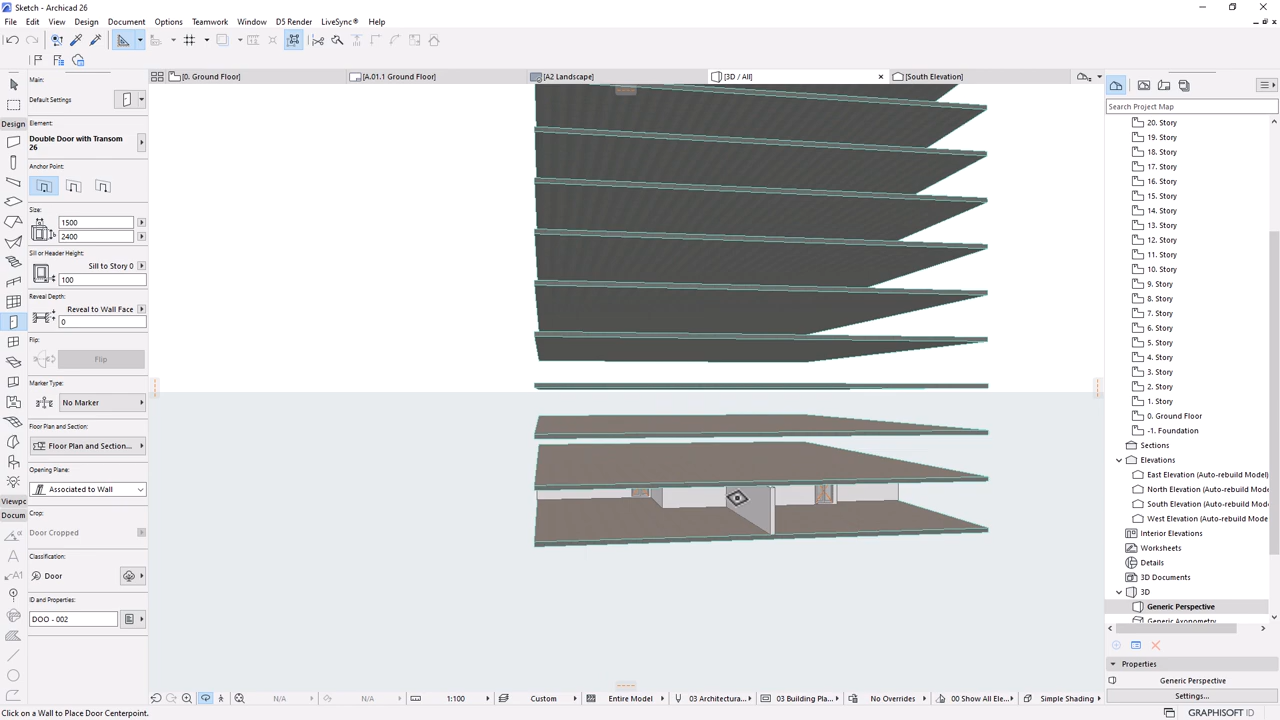 Sketch - Archicad 26
File Edit View Design Document Options Teamwork Window D5 Render LiveSync® Help
[0. Ground Floor] [A.01.1 Ground Floor] [A2 Landscape] [3D / All] [South Elevation]
Main:
Default Settings
Design
Element:
Double Door with Transom 26
Anchor Point:
Size:
1500
2400
Sill or Header Height:
Sill to Story 0
100
Reveal Depth:
Reveal to Wall Face
0
Flip:
Flip
Marker Type:
No Marker
Floor Plan and Section:
Floor Plan and Section...
Opening Plane:
Associated to Wall
Viewpc
Crop:
Docum
Door Cropped
Classification:
Door
ID and Properties:
DOO - 002
Search Project Map
20. Story
19. Story
18. Story
17. Story
16. Story
15. Story
14. Story
13. Story
12. Story
11. Story
10. Story
9. Story
8. Story
7. Story
6. Story
5. Story
4. Story
3. Story
2. Story
1. Story
0. Ground Floor
-1. Foundation
Sections
Elevations
East Elevation (Auto-rebuild Model)
North Elevation (Auto-rebuild Mode
South Elevation (Auto-rebuild Mode
West Elevation (Auto-rebuild Mode
Interior Elevations
Worksheets
Details
3D Documents
3D
Generic Perspective
Generic Axonometry
Properties
Generic Perspective
Settings...
N/A N/A 1:100 Custom Entire Model 03 Architectura... 03 Building Pla... No Overrides 00 Show All Ele... Simple Shading
Click on a Wall to Place Door Centerpoint.
GRAPHISOFT ID